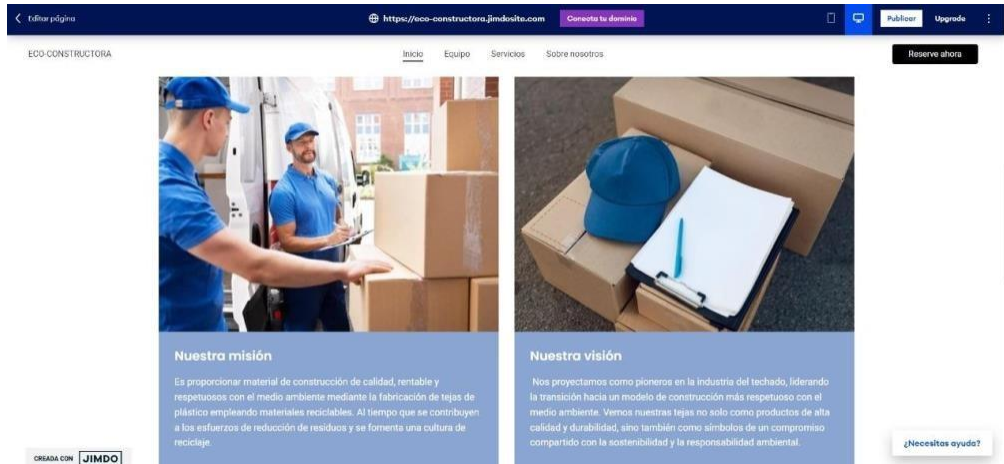 Editar página
https://eco-constructora.jimdosite.com
Conecta tu dominio
Publicar
Upgrade
ECO-CONSTRUCTORA
Inicio
Equipo
Servicios
Sobre nosotros
Reserve ahora
Nuestra misión
Es proporcionar material de construcción de calidad, rentable y
respetuosos con el medio ambiente mediante la fabricación de tejas de
plástico empleando materiales reciclables. Al tiempo que se contribuyen
a los esfuerzos de reducción de residuos y se fomenta una cultura de
reciclaje.
Nuestra visión
Nos proyectamos como pioneros en la industria del techado, liderando
la transición hacia un modelo de construcción más respetuoso con el
medio ambiente. Vemos nuestras tejas no solo como productos de alta
calidad y durabilidad, sino también como símbolos de un compromiso
compartido con la sostenibilidad y la responsabilidad ambiental.
CREADA CON JIMDO
¿Necesitas ayuda?